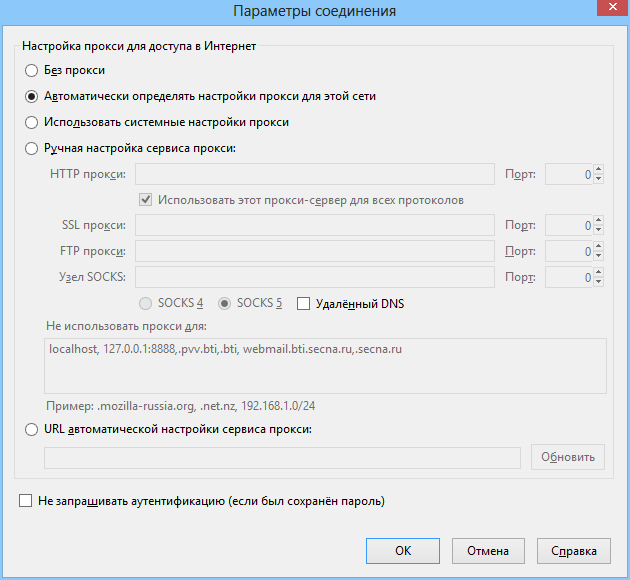 Параметры соединения
Настройка прокси для доступа в Интернет
Без прокси
Автоматически определять настройки прокси для этой сети
Использовать системные настройки прокси
Ручная настройка сервиса прокси:
HTTP прокси: Порт: 0
Использовать этот прокси-сервер для всех протоколов
SSL прокси: Порт: 0
FTP прокси: Порт: 0
Узел SOCKS: Порт: 0
SOCKS 4 SOCKS 5 Удалённый DNS
Не использовать прокси для:
localhost, 127.0.0.1:8888,.pvv.bti,.bti, webmail.bti.secna.ru,.secna.ru
Пример: .mozilla-russia.org, .net.nz, 192.168.1.0/24
URL автоматической настройки сервиса прокси:
Обновить
Не запрашивать аутентификацию (если был сохранён пароль)
ОК Отмена Справка